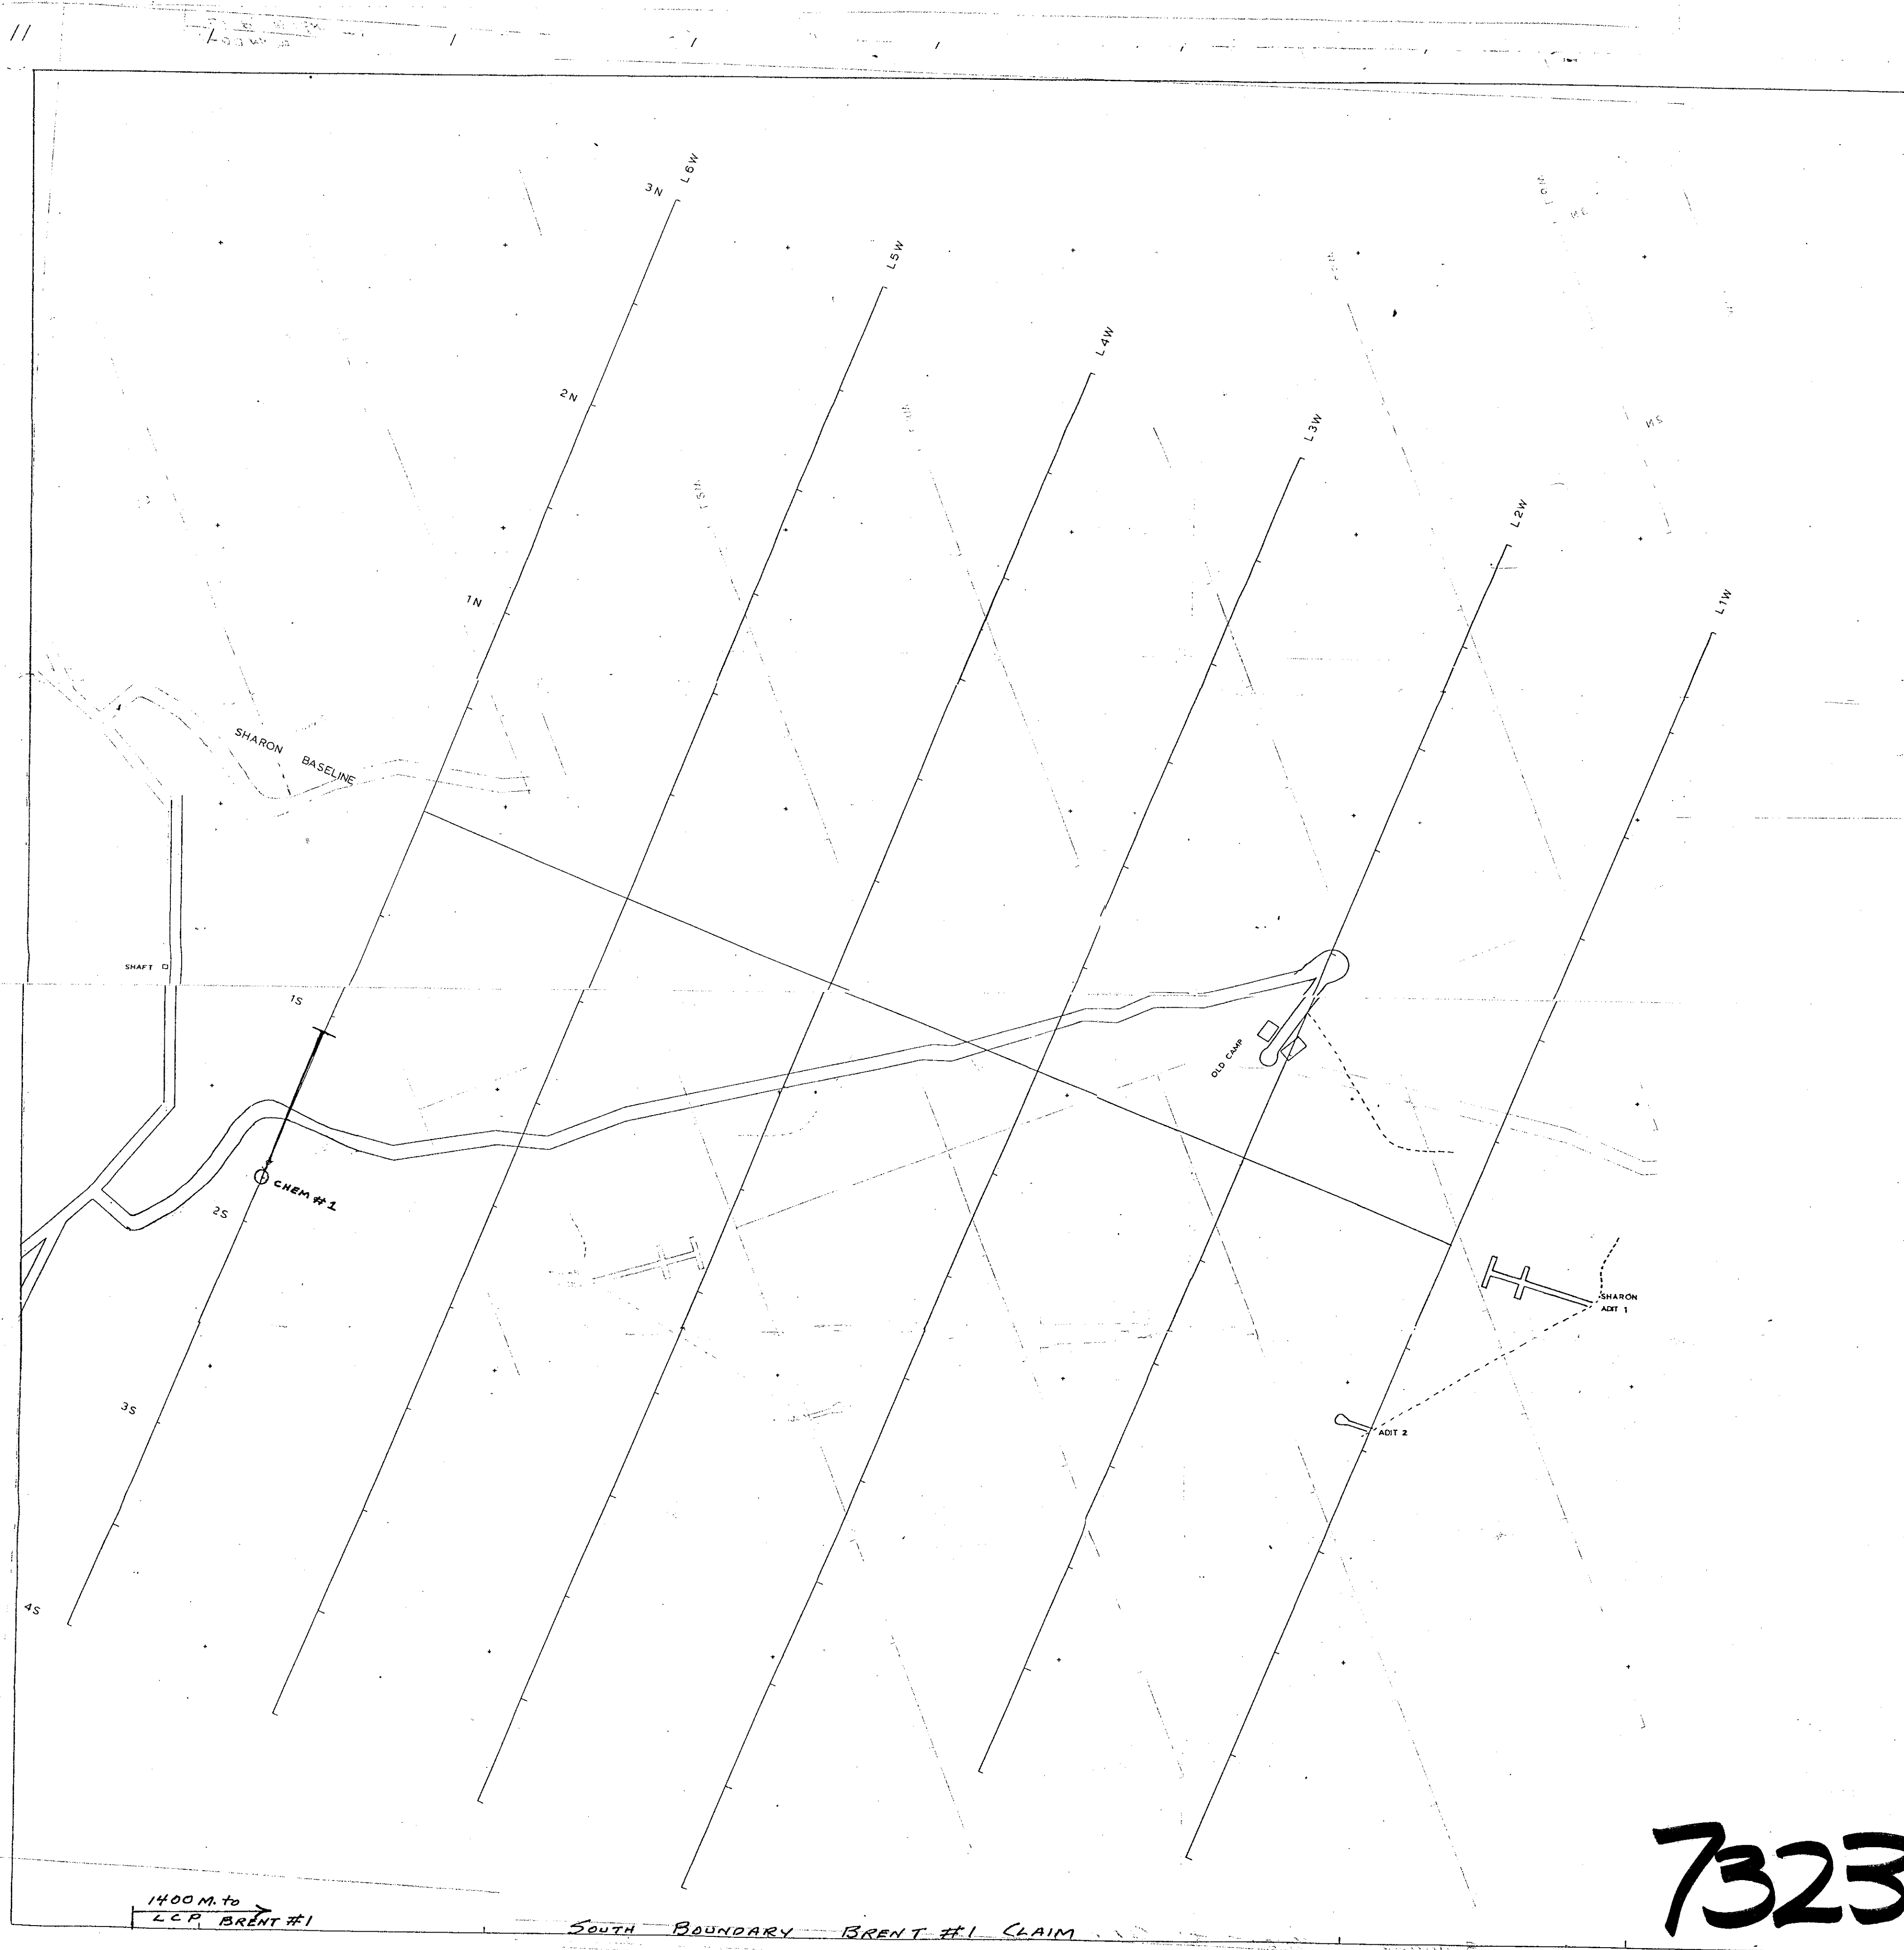 11
L6W
3N
L5W
L4W
2N
L3W
L2W
1N
L1W
SHARON BASELINE
SHAFT
1S
OLD CAMP
CHEM #1
2S
SHARON
ADIT 1
3S
ADIT 2
4S
7323
1400 M. to
LCP BRENT #1
SOUTH BOUNDARY BRENT #1 CLAIM